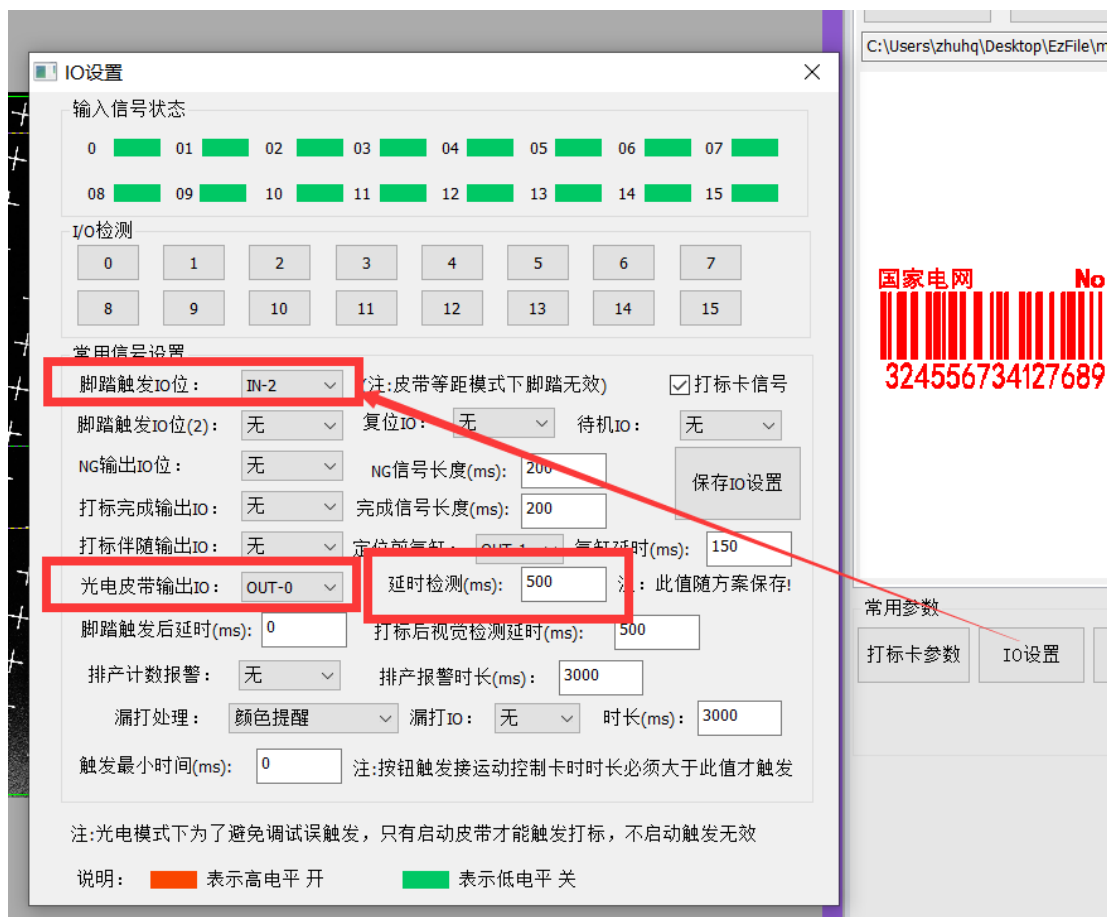 C:\Users\zhuhq\Desktop\EzFile\m
IO设置
输入信号状态
0 01 02 03 04 05 06 07
08 09 10 11 12 13 14 15
I/O检测
0 1 2 3 4 5 6 7
8 9 10 11 12 13 14 15
常用信号设置
脚踏触发IO位： IN-2 (注:皮带等距模式下脚踏无效) 打标卡信号
脚踏触发IO位(2)： 无 复位IO： 无 待机IO： 无
NG输出IO位： 无 NG信号长度(ms): 200 保存IO设置
打标完成输出IO： 无 完成信号长度(ms): 200
打标伴随输出IO： 无 定位前气缸： OUT-1 气缸延时(ms): 150
光电皮带输出IO： OUT-0 延时检测(ms): 500 注：此值随方案保存!
脚踏触发后延时(ms): 0 打标后视觉检测延时(ms): 500
排产计数报警： 无 排产报警时长(ms)： 3000
漏打处理： 颜色提醒 漏打IO： 无 时长(ms)： 3000
触发最小时间(ms): 0 注:按钮触发接运动控制卡时时长必须大于此值才触发
注:光电模式下为了避免调试误触发，只有启动皮带才能触发打标，不启动触发无效
说明： 表示高电平 开 表示低电平 关
国家电网 No
324556734127689
常用参数
打标卡参数 IO设置